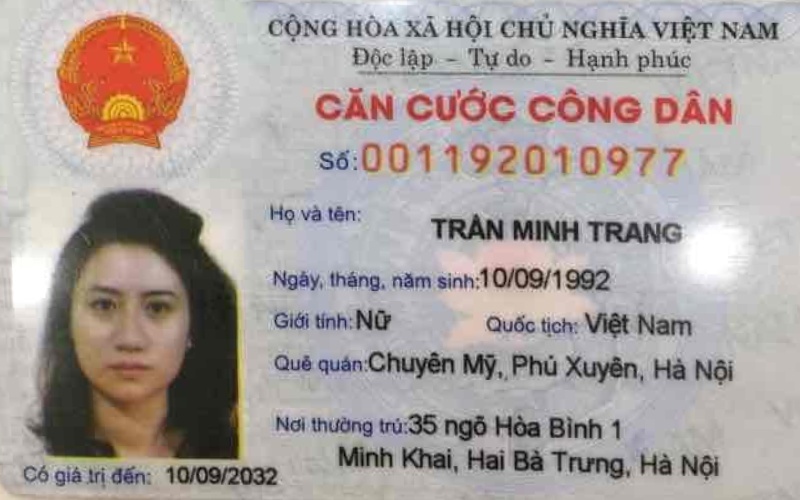 CỘNG HÒA XÃ HỘI CHỦ NGHĨA VIỆT NAM
Độc lập - Tự do - Hạnh phúc
CĂN CƯỚC CÔNG DÂN
Số: 001192010977
Họ và tên: TRẦN MINH TRANG
Ngày, tháng, năm sinh: 10/09/1992
Giới tính: Nữ Quốc tịch: Việt Nam
Quê quán: Chuyên Mỹ, Phú Xuyên, Hà Nội
Nơi thường trú: 35 ngõ Hòa Bình 1
Minh Khai, Hai Bà Trưng, Hà Nội
Có giá trị đến: 10/09/2032